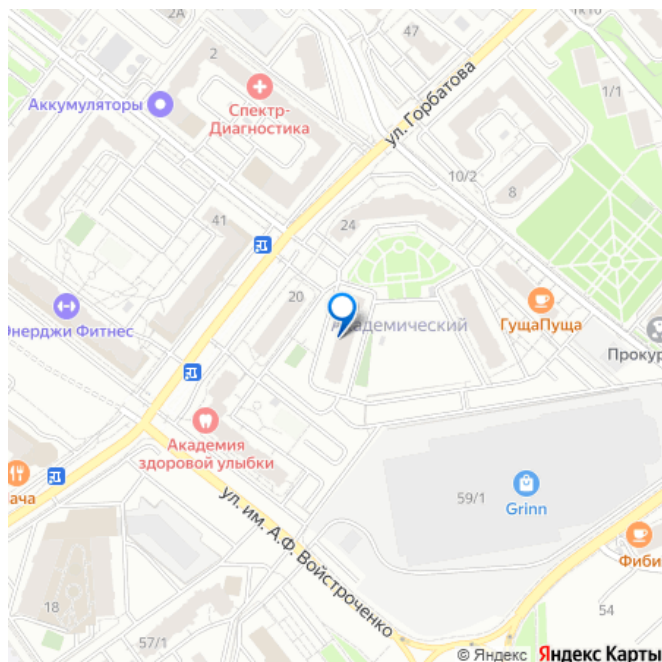 2А
47
1к10
2
Аккумуляторы
Спектр-
Диагностика
ул. Горбатова
1/1
10/2
8
41
24
20
Энерджи Фитнес
Академический
ГущаПуща
Прокур
Академия
здоровой улыбки
ача
59/1
Grinn
ул. им. А.Ф. Войстроченко
Фиби
18
54
57/1
© Яндекс Яндекс Карты